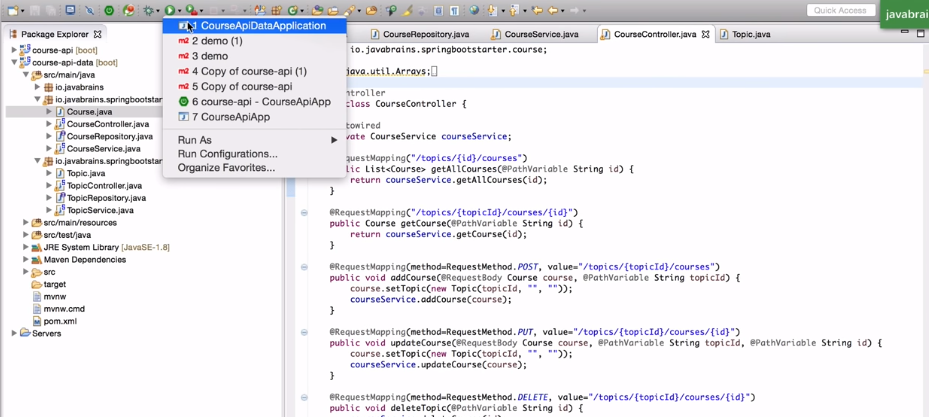 Quick Access
javabrain
Package Explorer
course-api [boot]
course-api-data [boot]
src/main/java
io.javabrains
io.javabrains.springbootstar
Course.java
CourseController.java
CourseRepository.java
CourseService.java
io.javabrains.springbootstar
Topic.java
TopicController.java
TopicRepository.java
TopicService.java
src/main/resources
src/test/java
JRE System Library [JavaSE-1.8]
Maven Dependencies
src
target
mvnw
mvnw.cmd
pom.xml
Servers
1 CourseApiDataApplication
2 demo (1)
3 demo
4 Copy of course-api (1)
5 Copy of course-api
6 course-api - CourseApiApp
7 CourseApiApp
Run As
Run Configurations...
Organize Favorites...
CourseRepository.java
CourseService.java
CourseController.java
Topic.java
io.javabrains.springbootstarter.course;
java.util.Arrays;
ntroller
class CourseController {
towired
vate CourseService courseService;
questMapping("/topics/{id}/courses")
lic List<Course> getAllCourses(@PathVariable String id) {
return courseService.getAllCourses(id);
}
@RequestMapping("/topics/{topicId}/courses/{id}")
public Course getCourse(@PathVariable String id) {
return courseService.getCourse(id);
}
@RequestMapping(method=RequestMethod.POST, value="/topics/{topicId}/courses")
public void addCourse(@RequestBody Course course, @PathVariable String topicId) {
course.setTopic(new Topic(topicId, "", ""));
courseService.addCourse(course);
}
@RequestMapping(method=RequestMethod.PUT, value="/topics/{topicId}/courses/{id}")
public void updateCourse(@RequestBody Course course, @PathVariable String topicId, @PathVariable String id) {
course.setTopic(new Topic(topicId, "", ""));
courseService.updateCourse(course);
}
@RequestMapping(method=RequestMethod.DELETE, value="/topics/{topicId}/courses/{id}")
public void deleteTopic(@PathVariable String id) {